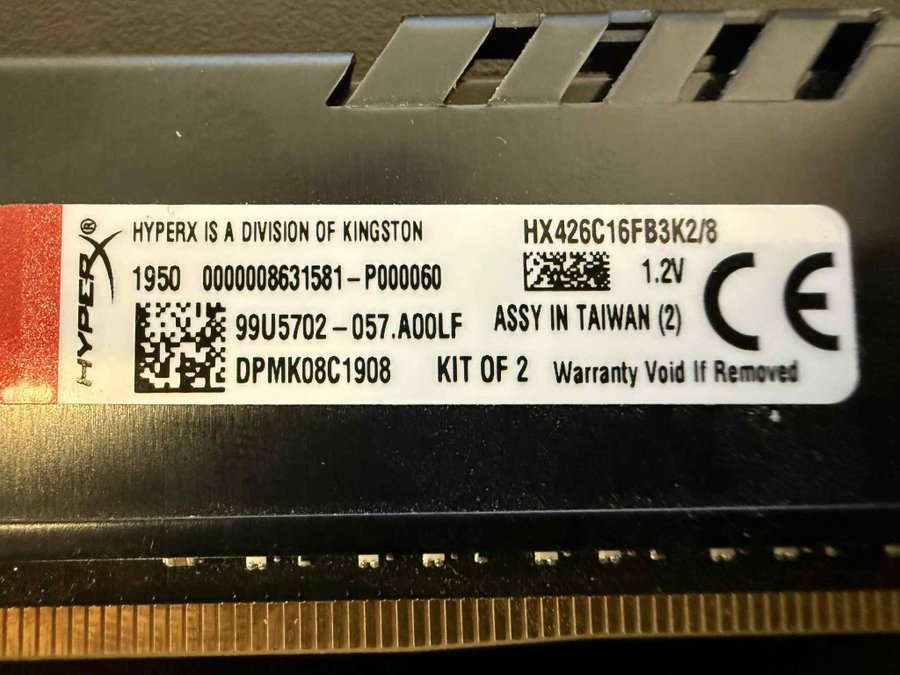 HYPERX®
HYPERX IS A DIVISION OF KINGSTON
HX426C16FB3K2/8
1950 0000008631581-P000060
1.2V
99U5702-057.A00LF
ASSY IN TAIWAN (2)
CE
DPMK08C1908
KIT OF 2
Warranty Void If Removed